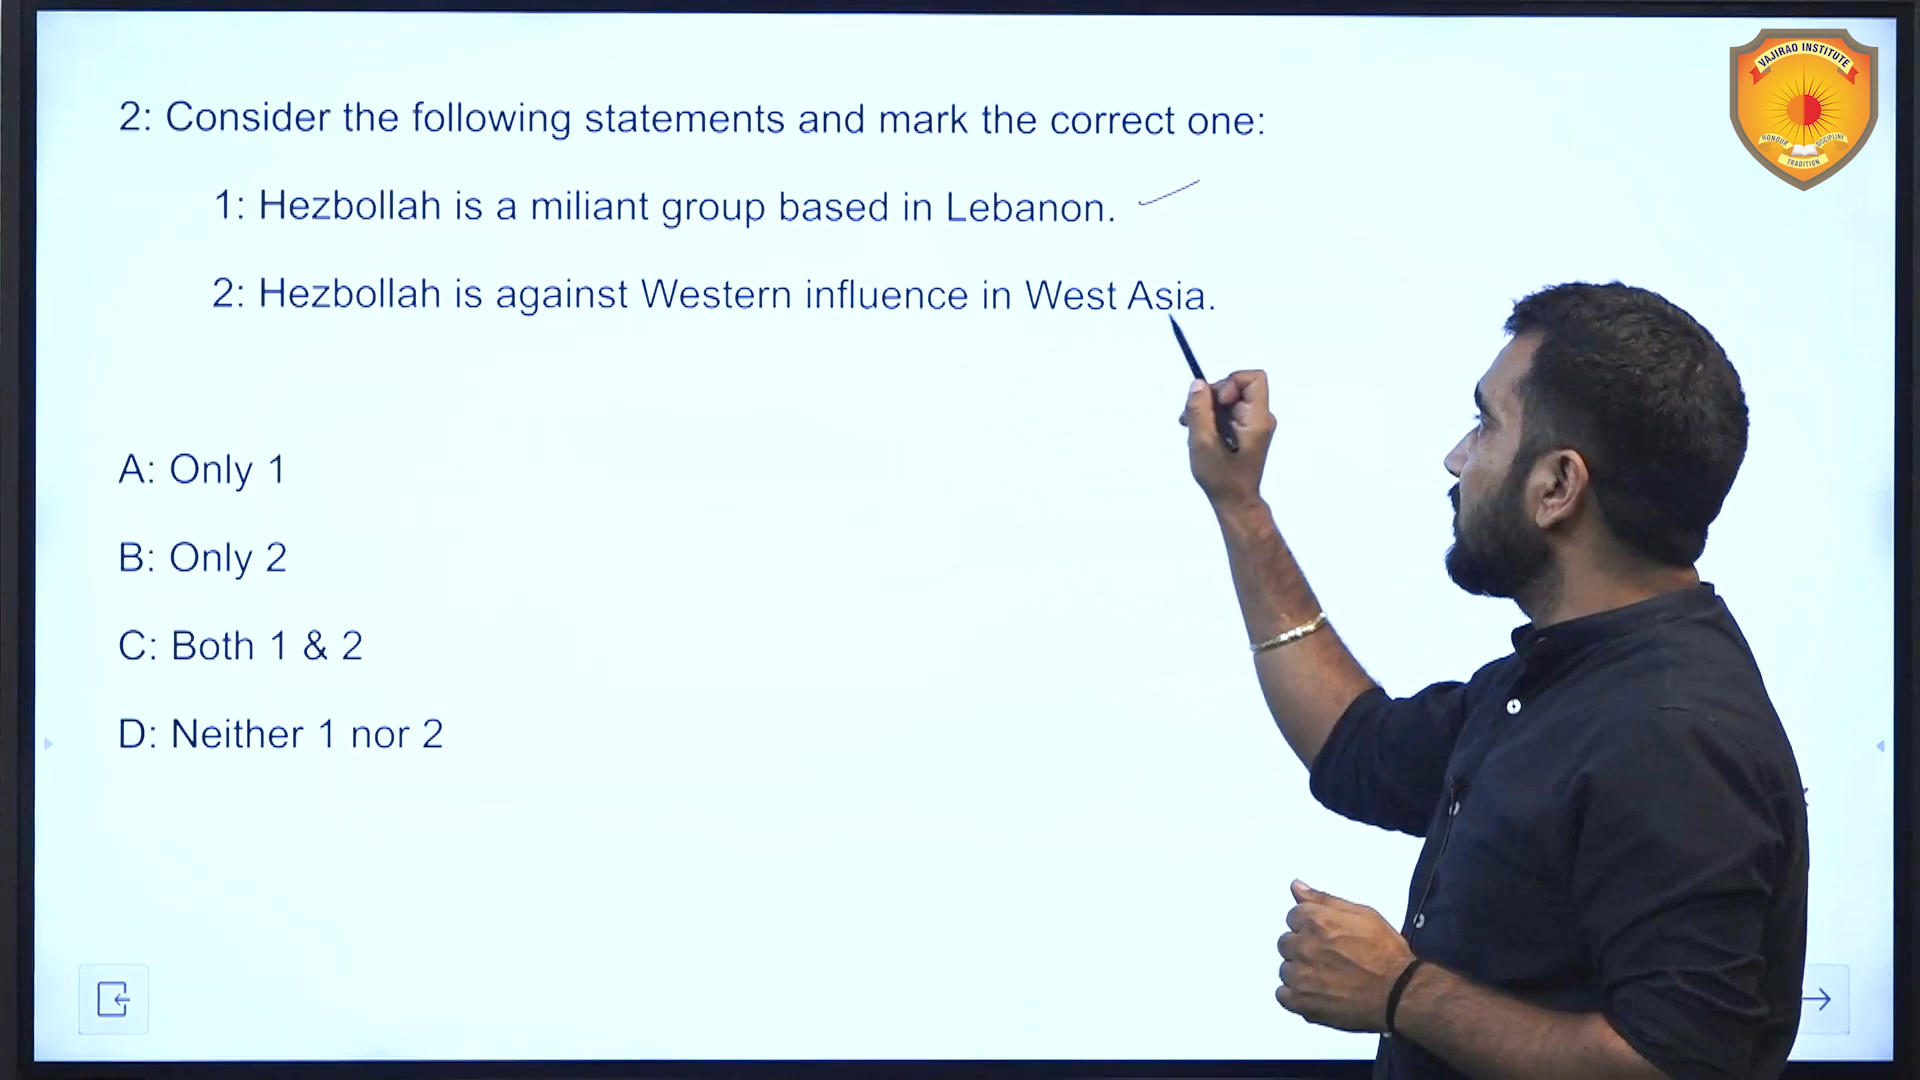 VAJIRAO INSTITUTE
HONOUR DISCIPLINE
TRADITION
2: Consider the following statements and mark the correct one:
1: Hezbollah is a miliant group based in Lebanon.
2: Hezbollah is against Western influence in West Asia.
A: Only 1
B: Only 2
C: Both 1 & 2
D: Neither 1 nor 2